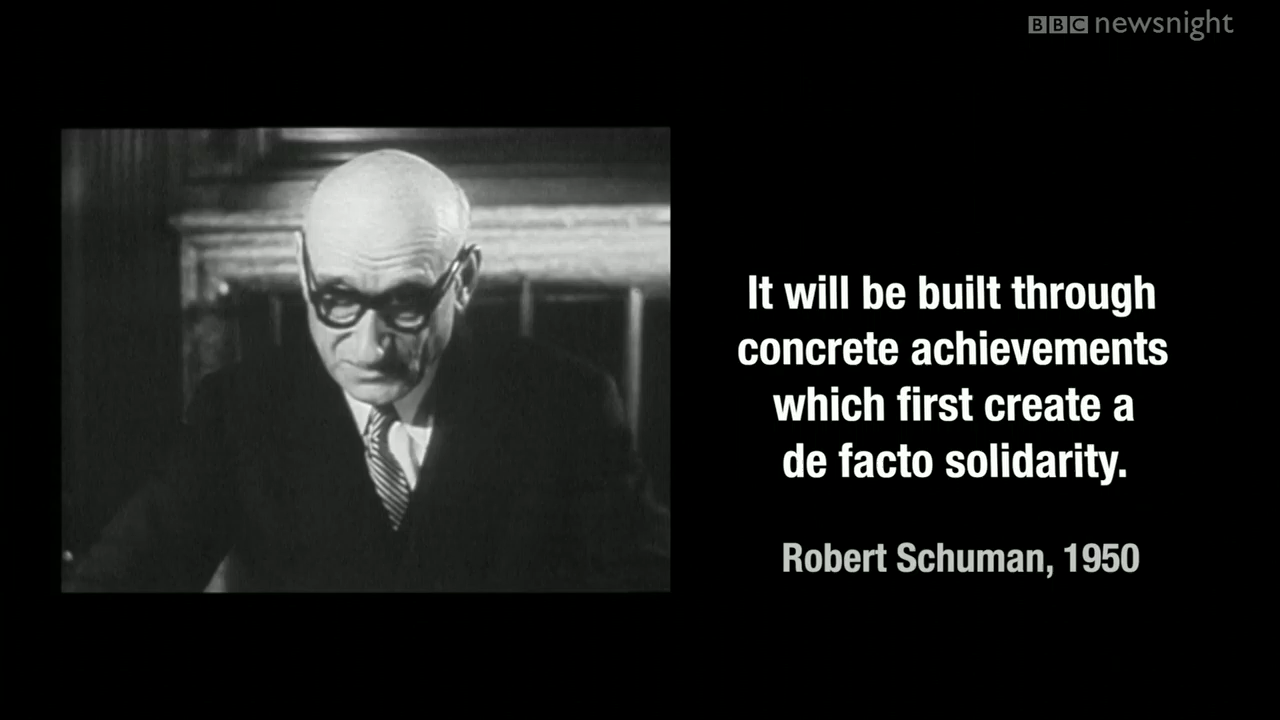 BBC newsnight
It will be built through
concrete achievements
which first create a
de facto solidarity.
Robert Schuman, 1950